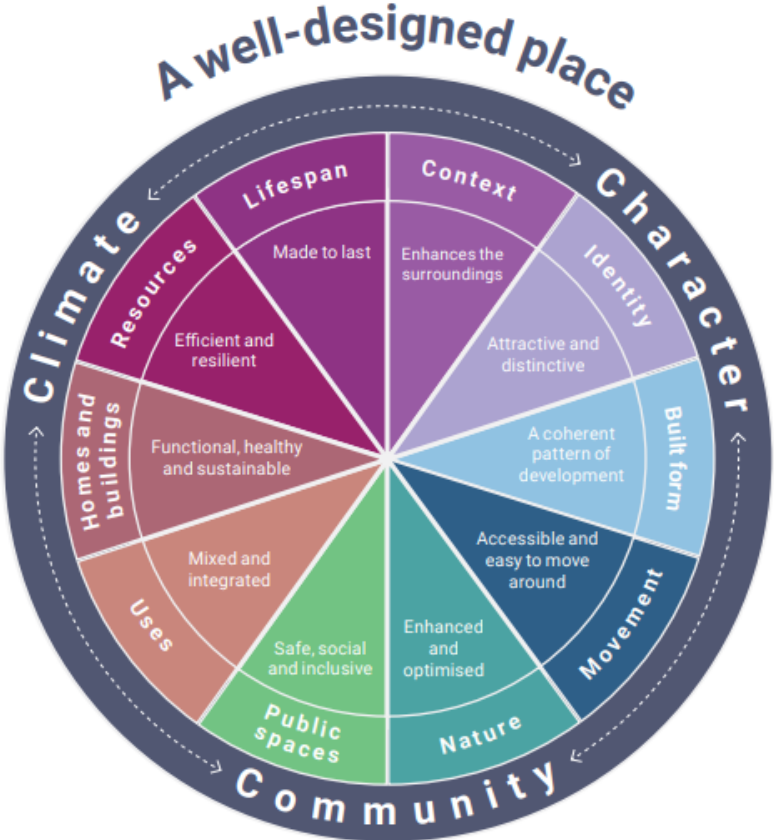 A well-designed place
Climate
Character
Community
Context
Enhances the
surroundings
Identity
Attractive and
distinctive
Built form
A coherent
pattern of
development
Movement
Accessible and
easy to move
around
Nature
Enhanced
and
optimised
Public
spaces
Safe, social
and inclusive
Uses
Mixed and
integrated
Homes and
buildings
Functional, healthy
and sustainable
Resources
Efficient and
resilient
Lifespan
Made to last